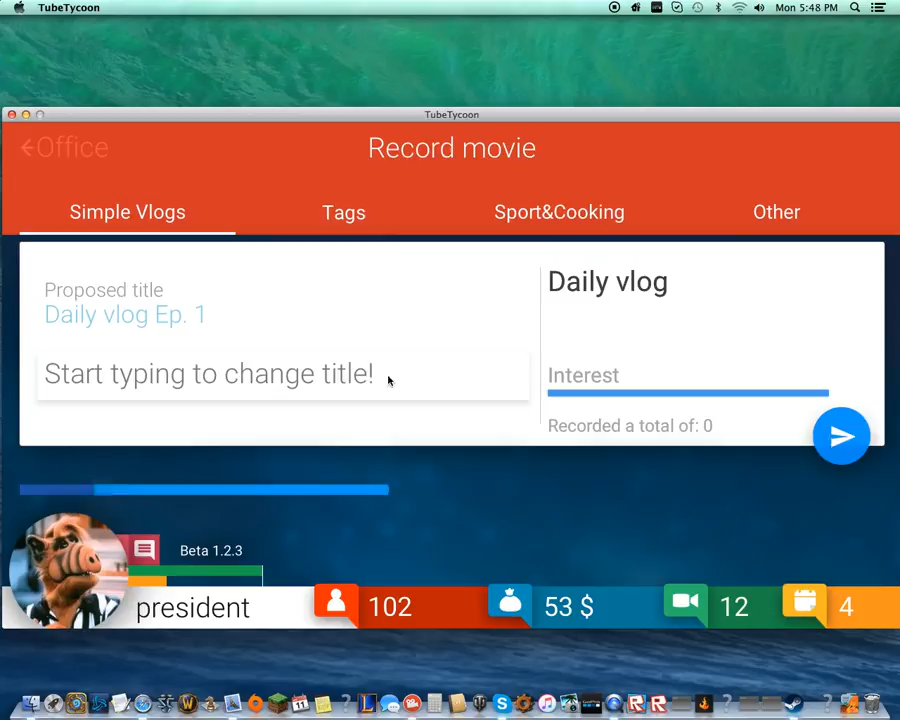 TubeTycoon
Mon 5:48 PM
TubeTycoon
Office
Record movie
Simple Vlogs
Tags
Sport&Cooking
Other
Proposed title
Daily vlog Ep. 1
Start typing to change title!
Daily vlog
Interest
Recorded a total of: 0
Beta 1.2.3
president
102
53 $
12
4